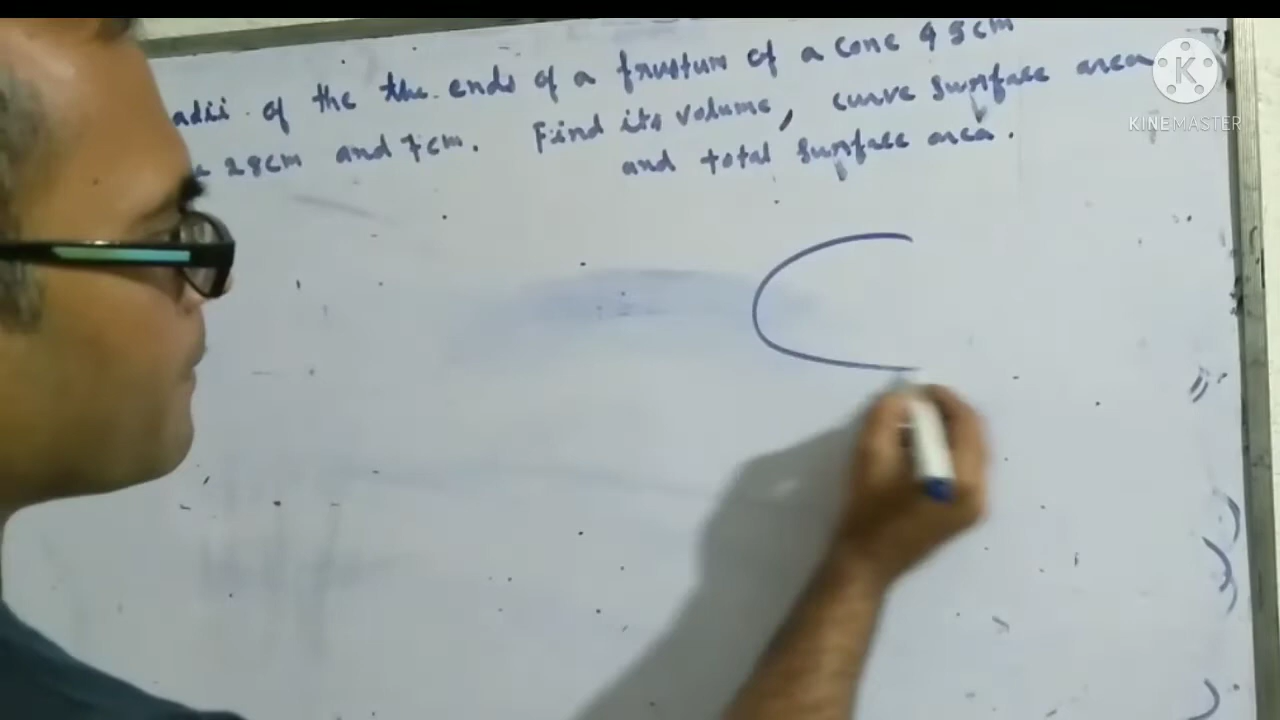 adii of the the ends of a frustum of a cone 45cm
28cm and 7cm. Find its volume, curve surface area
and total surface area.
KINEMASTER